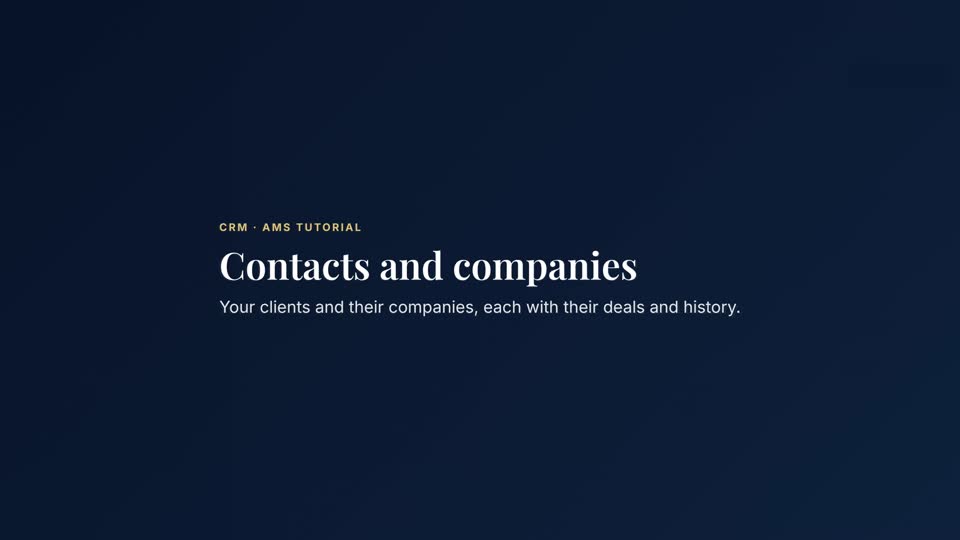 CRM · AMS TUTORIAL
Contacts and companies
Your clients and their companies, each with their deals and history.